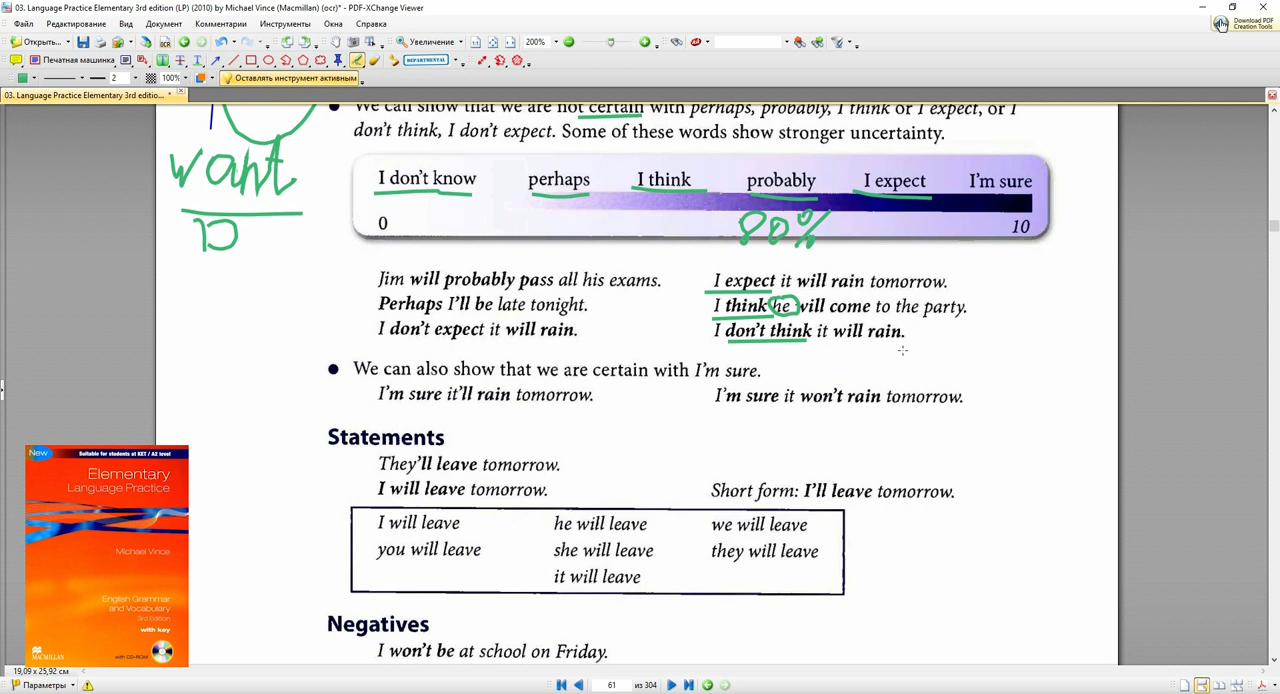 03. Language Practice Elementary 3rd edition (LP) (2010) by Michael Vince (Macmillan) (ocr)* - PDF-XChange Viewer
Файл Редактирование Вид Документ Комментарии Инструменты Окна Справка
Download PDF
Creation Tools
Открыть... OCR Увеличение 200%
Печатная машинка DEPARTMENTAL
2 100% Оставлять инструмент активным
03. Language Practice Elementary 3rd editio... *
We can show that we are not certain with perhaps, probably, I think or I expect, or I
don't think, I don't expect. Some of these words show stronger uncertainty.
want
I don't know perhaps I think probably I expect I'm sure
0 80% 10
Jim will probably pass all his exams. I expect it will rain tomorrow.
Perhaps I'll be late tonight. I think he will come to the party.
I don't expect it will rain. I don't think it will rain.
● We can also show that we are certain with I'm sure.
I'm sure it'll rain tomorrow. I'm sure it won't rain tomorrow.
Statements
They'll leave tomorrow.
I will leave tomorrow. Short form: I'll leave tomorrow.
I will leave he will leave we will leave
you will leave she will leave they will leave
it will leave
Negatives
I won't be at school on Friday.
New Suitable for students at KET / A2 level
Elementary
Language Practice
Michael Vince
English Grammar
and Vocabulary
3rd Edition
with key
MACMILLAN with CD-ROM
19,09 x 25,92 см
Параметры 61 из 304